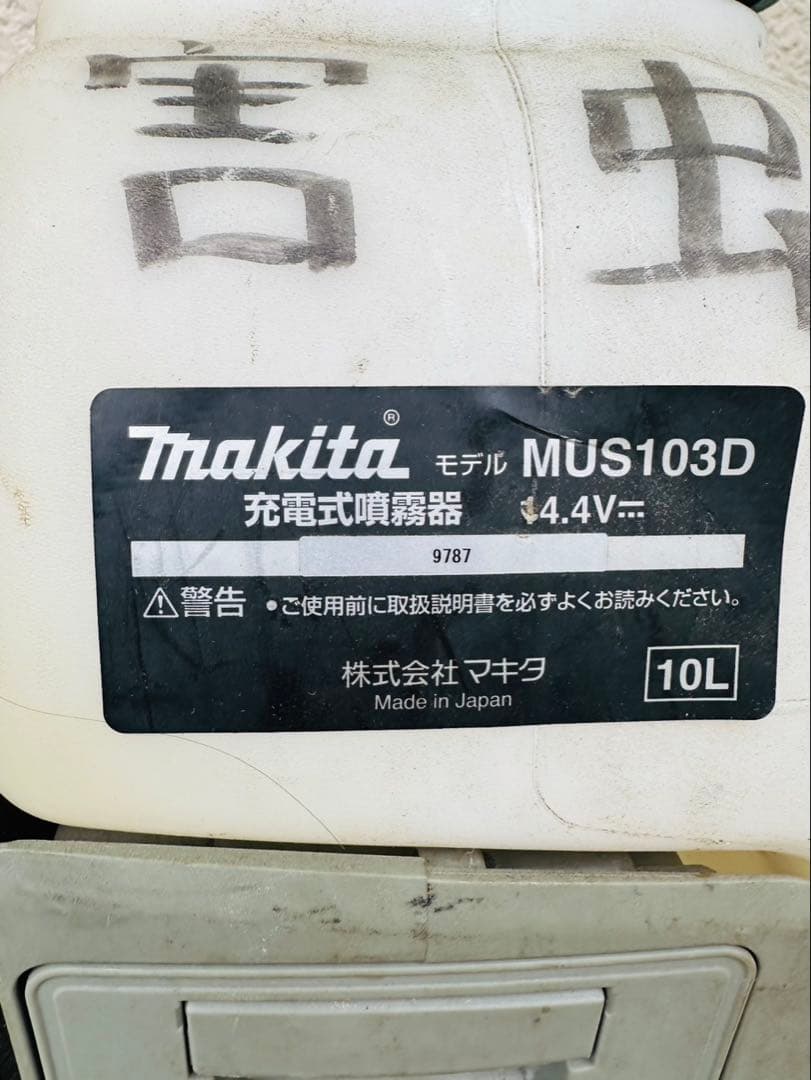 害虫
makita® モデル MUS103D
充電式噴霧器 14.4V
9787
⚠警告 •ご使用前に取扱説明書を必ずよくお読みください。
株式会社マキタ 10L
Made in Japan